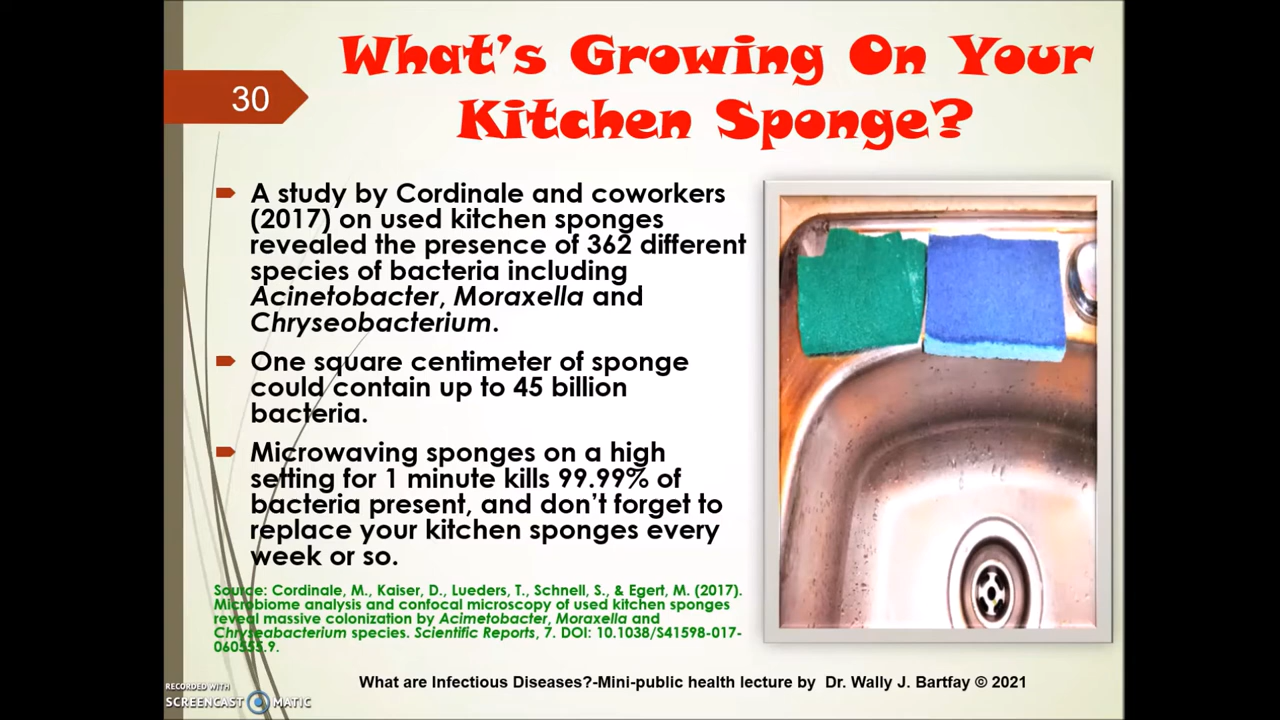 What's Growing On Your
Kitchen Sponge?
30
A study by Cordinale and coworkers
(2017) on used kitchen sponges
revealed the presence of 362 different
species of bacteria including
Acinetobacter, Moraxella and
Chryseobacterium.
One square centimeter of sponge
could contain up to 45 billion
bacteria.
Microwaving sponges on a high
setting for 1 minute kills 99.99% of
bacteria present, and don't forget to
replace your kitchen sponges every
week or so.
Source: Cordinale, M., Kaiser, D., Lueders, T., Schnell, S., & Egert, M. (2017).
Microbiome analysis and confocal microscopy of used kitchen sponges
reveal massive colonization by Acimetobacter, Moraxella and
Chryseabacterium species. Scientific Reports, 7. DOI: 10.1038/S41598-017-
060555.9.
What are Infectious Diseases?-Mini-public health lecture by Dr. Wally J. Bartfay © 2021
RECORDED WITH
SCREENCAST MATIC